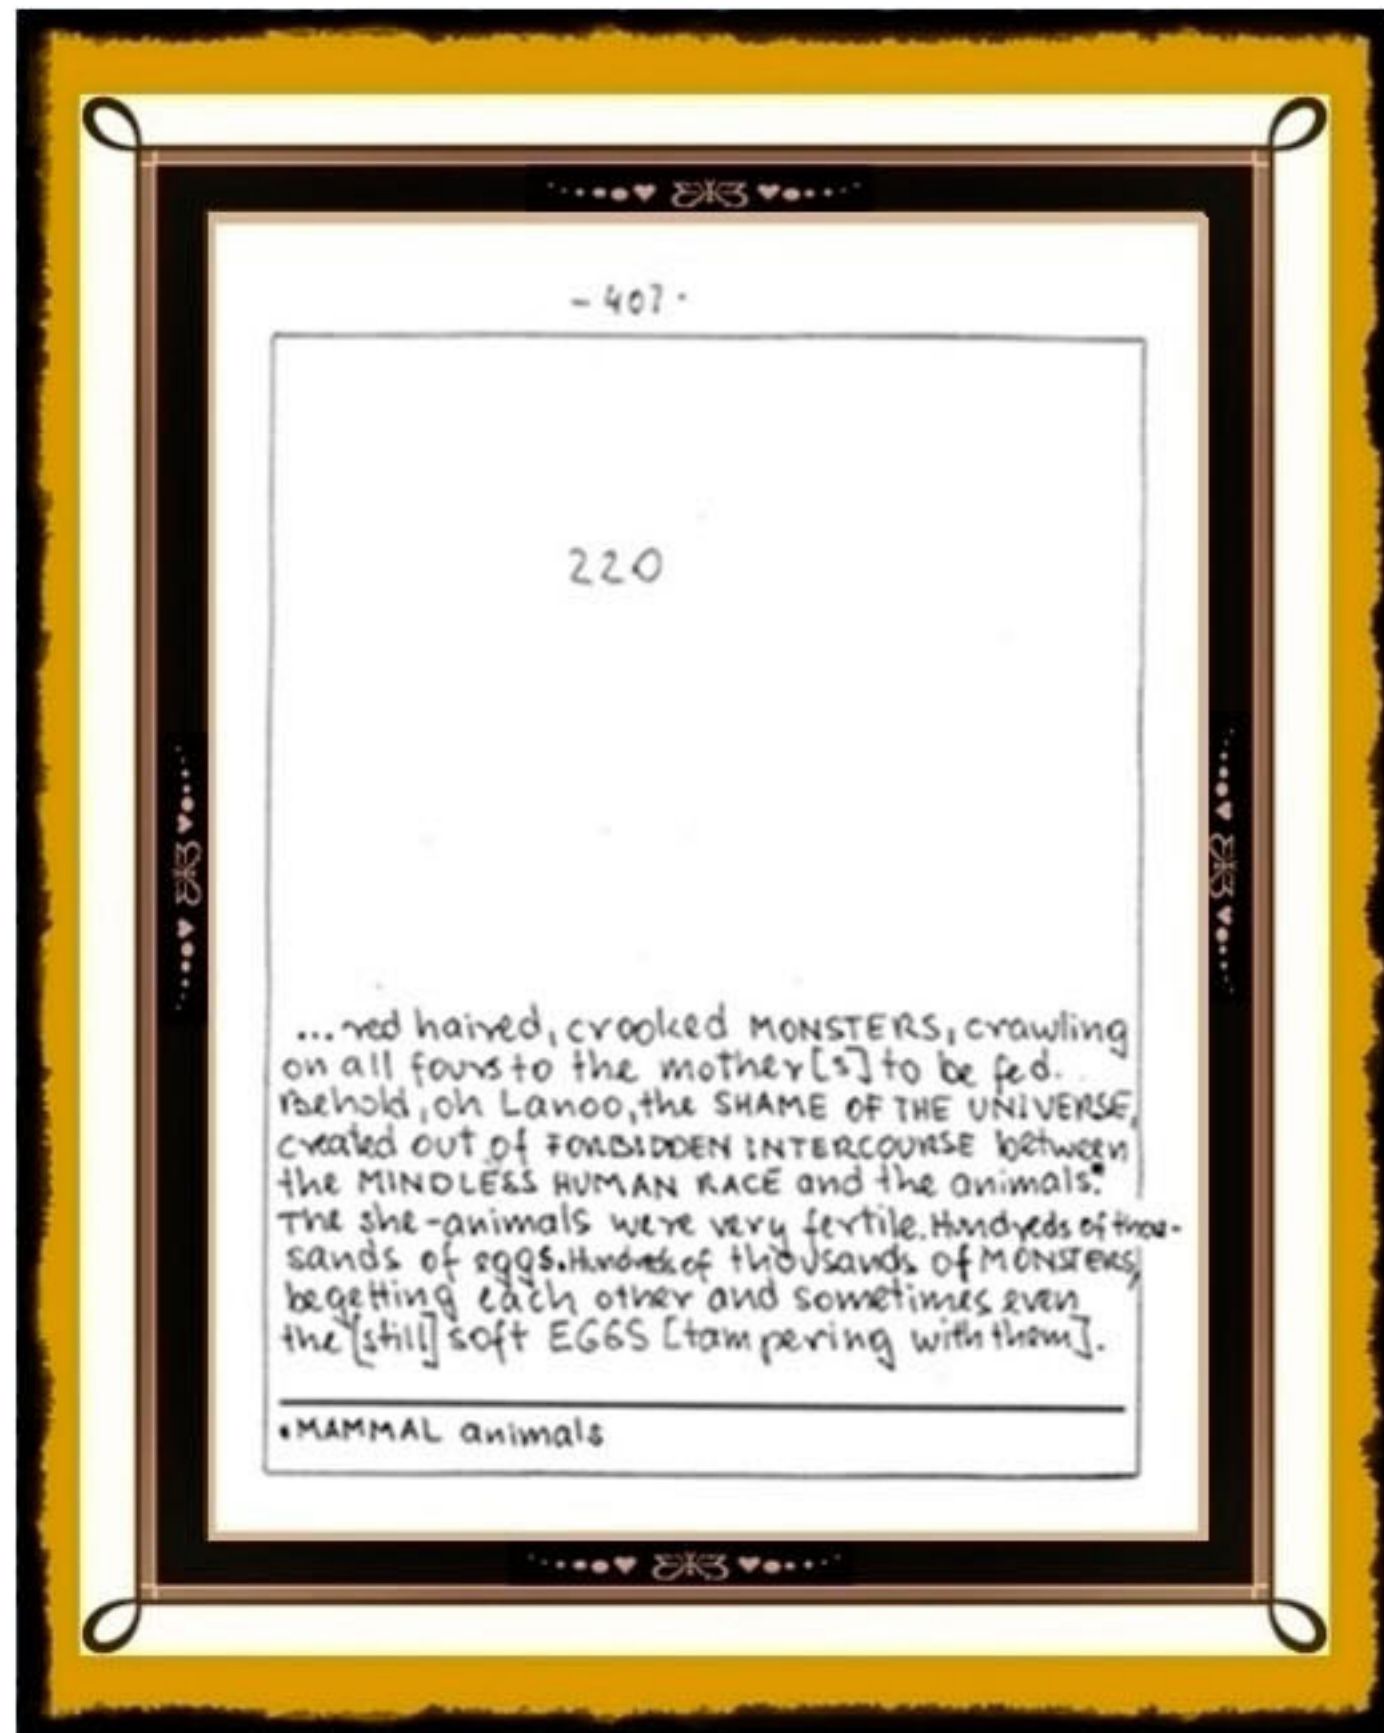 - 407 -
220
...red haired, crooked MONSTERS, crawling
on all fours to the mother[s] to be fed.
Behold, oh Lanoo, the SHAME OF THE UNIVERSE,
created out of FORBIDDEN INTERCOURSE between
the MINDLESS HUMAN RACE and the animals.*
The she-animals were very fertile. Hundreds of thou-
sands of eggs. Hundreds of thousands of MONSTERS,
begetting each other and sometimes even
the [still] soft EGGS [tampering with them].
•MAMMAL animals